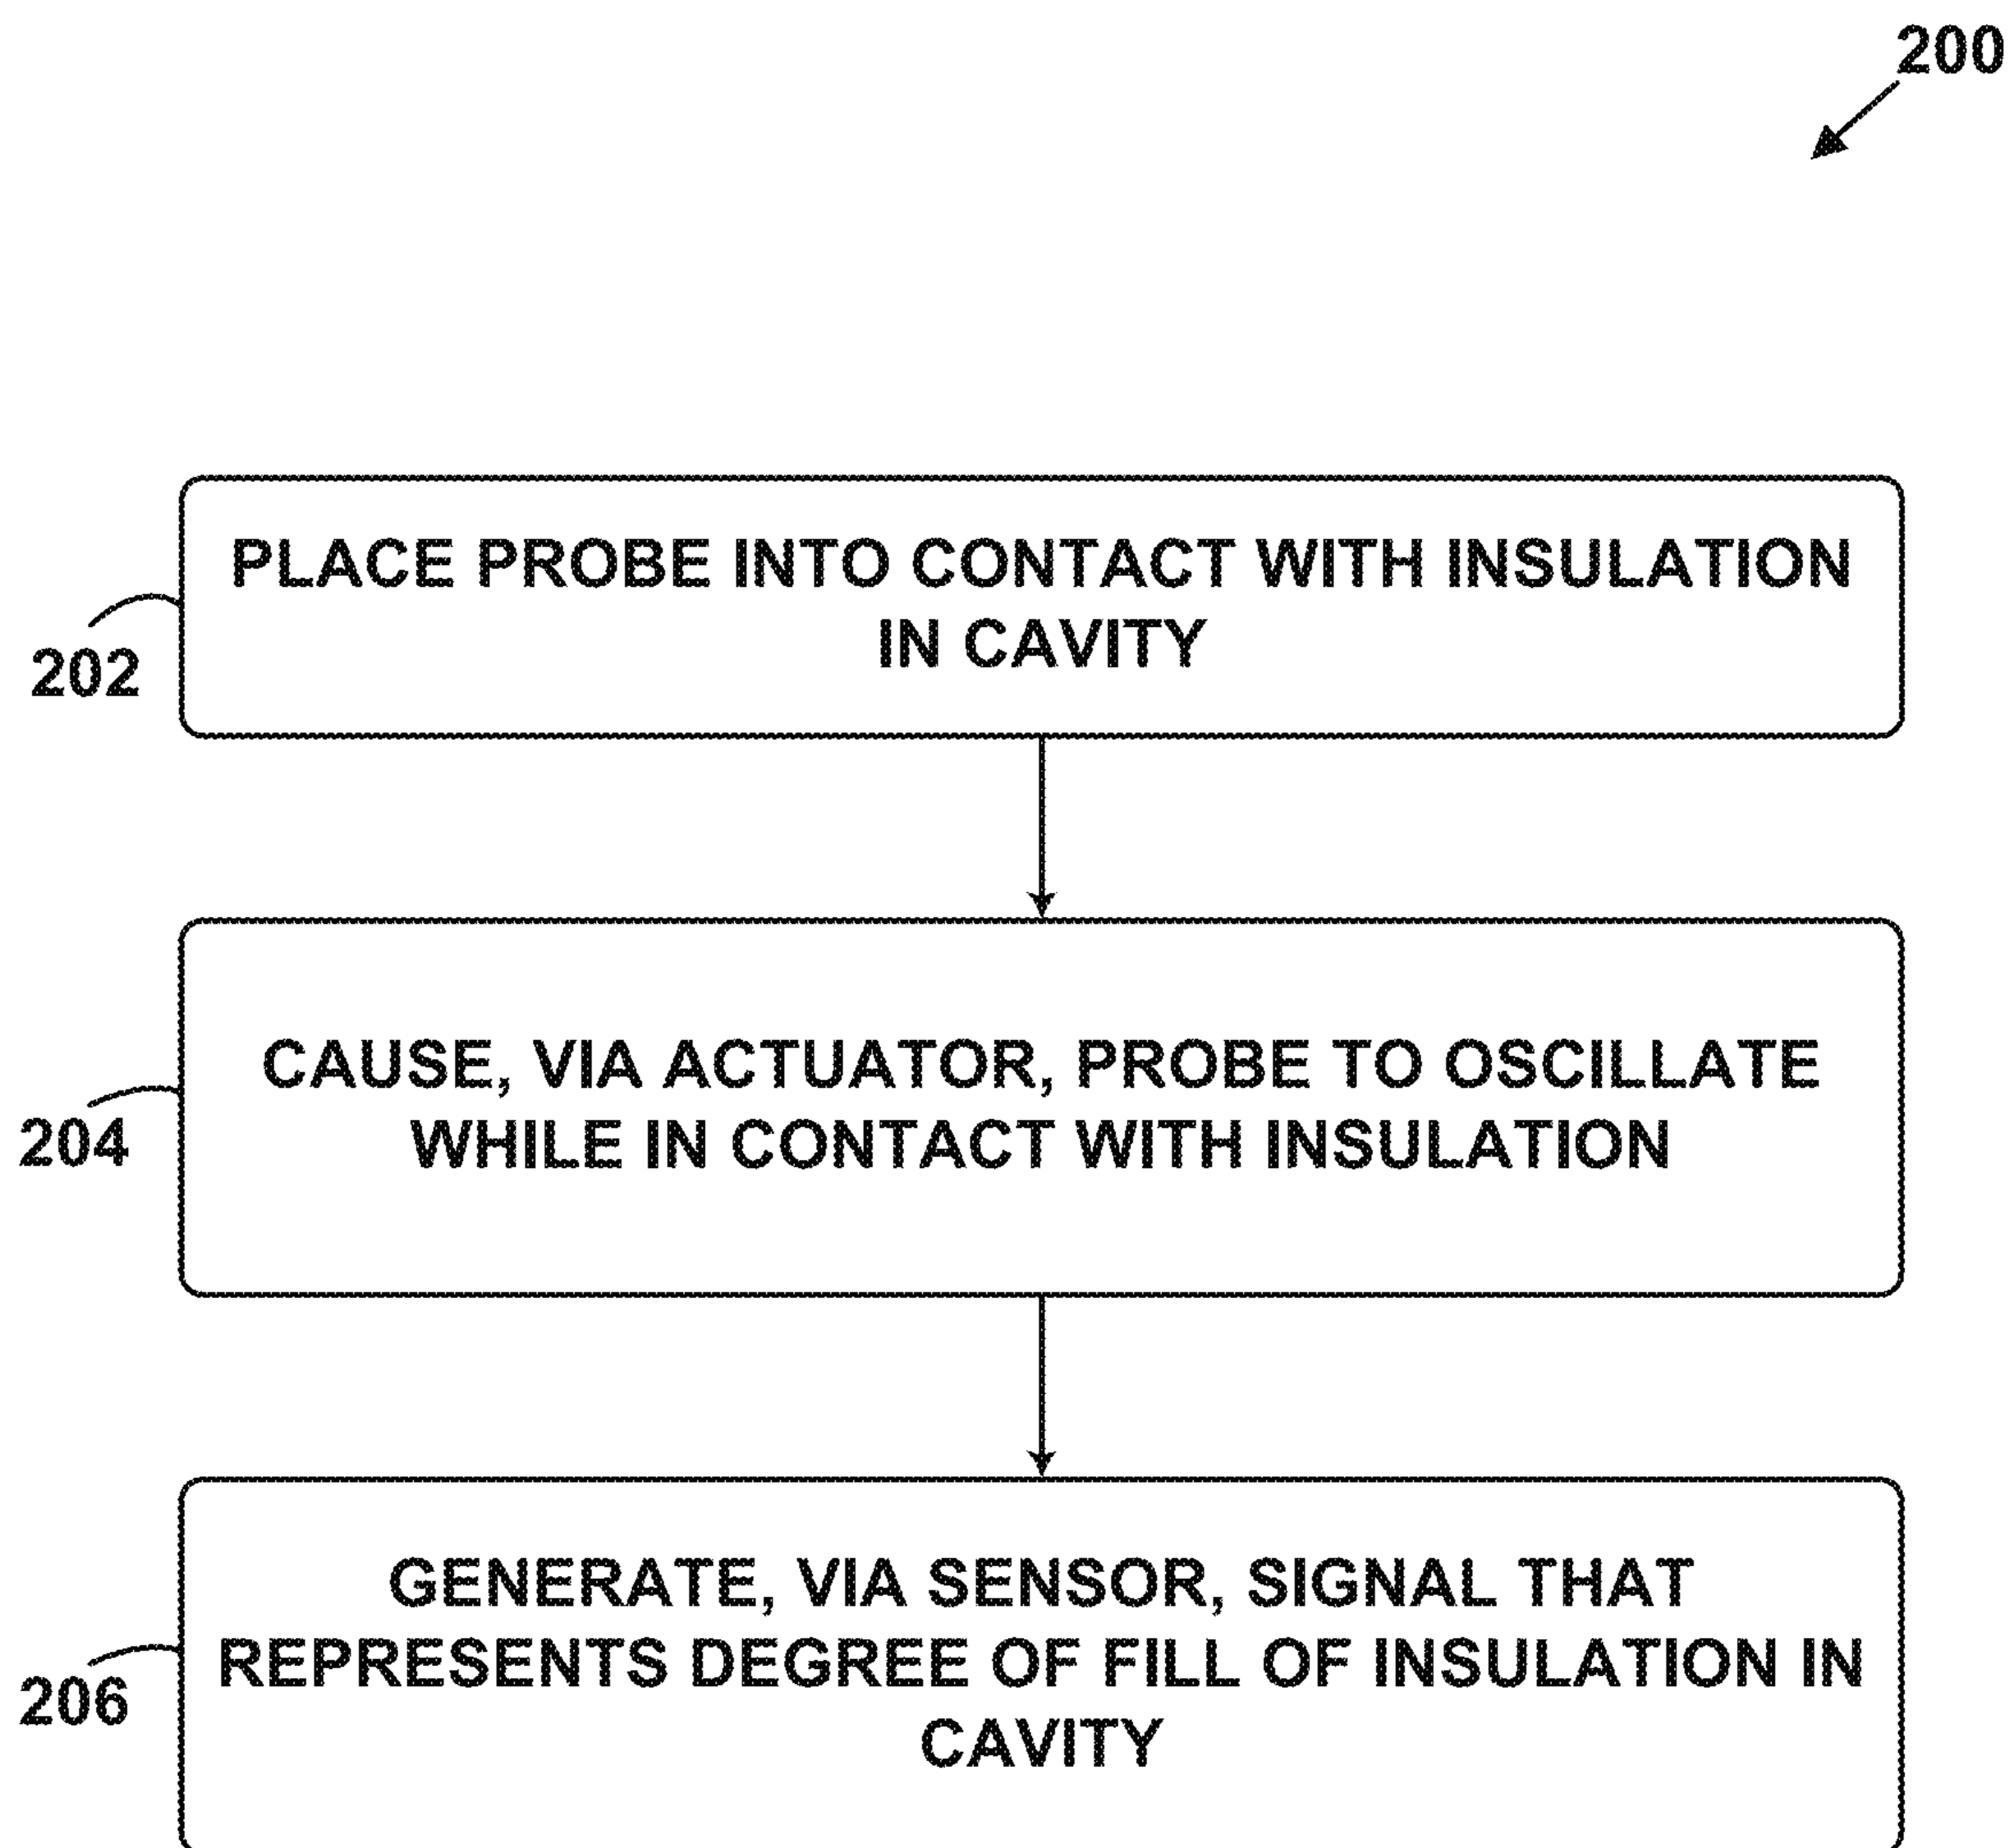 200
PLACE PROBE INTO CONTACT WITH INSULATION
IN CAVITY
202
CAUSE, VIA ACTUATOR, PROBE TO OSCILLATE
WHILE IN CONTACT WITH INSULATION
204
GENERATE, VIA SENSOR, SIGNAL THAT
REPRESENTS DEGREE OF FILL OF INSULATION IN
CAVITY
206